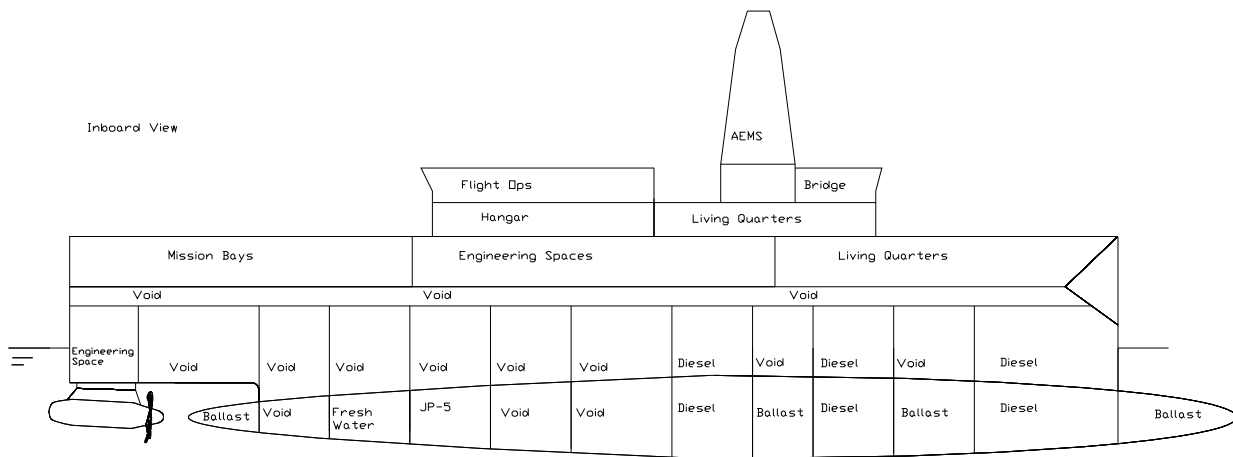 Inboard View
AEMS
Flight Ops
Bridge
Hangar
Living Quarters
Mission Bays
Engineering Spaces
Living Quarters
Void
Void
Void
Engineering
Space
Void
Void
Void
Void
Void
Void
Diesel
Void
Diesel
Void
Diesel
Ballast
Void
Fresh
Water
JP-5
Void
Void
Diesel
Ballast
Diesel
Ballast
Diesel
Ballast